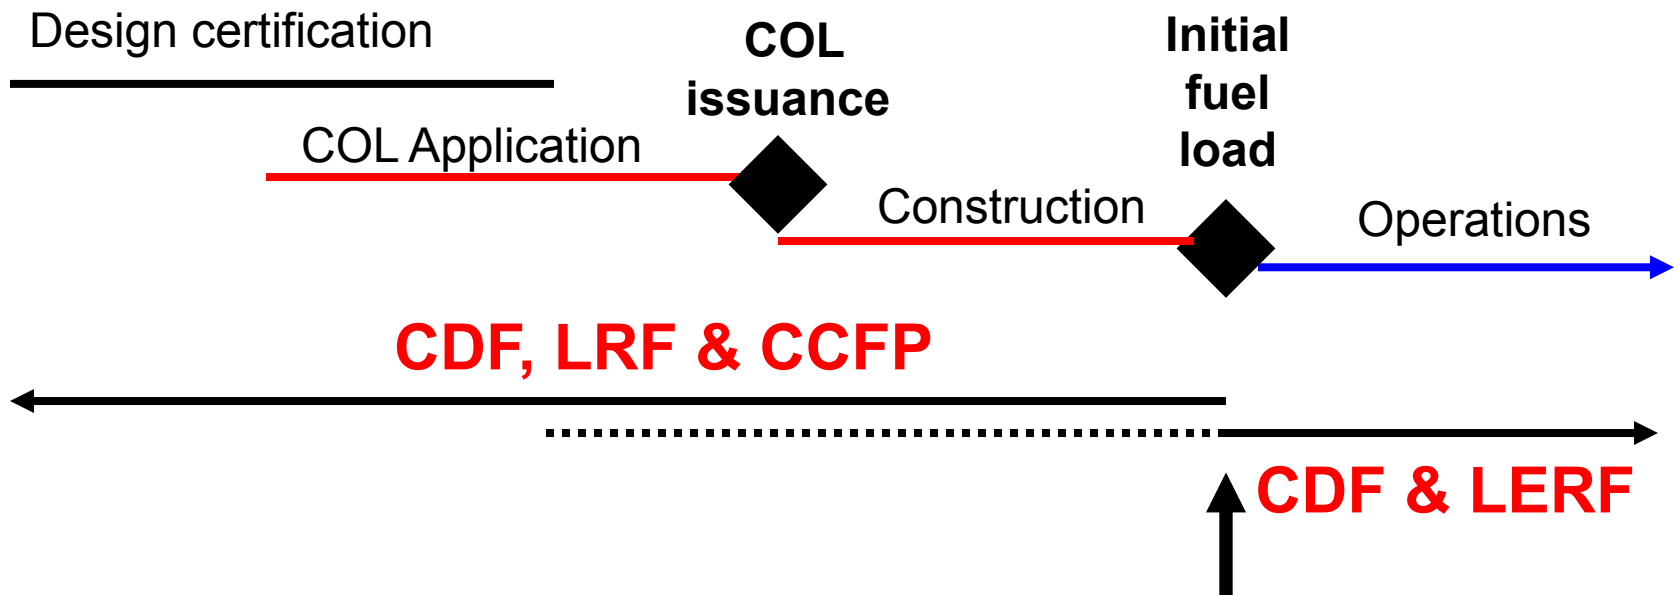 Design certification
COL
issuance
Initial
fuel
load
COL Application
Construction
Operations
CDF, LRF & CCFP
CDF & LERF